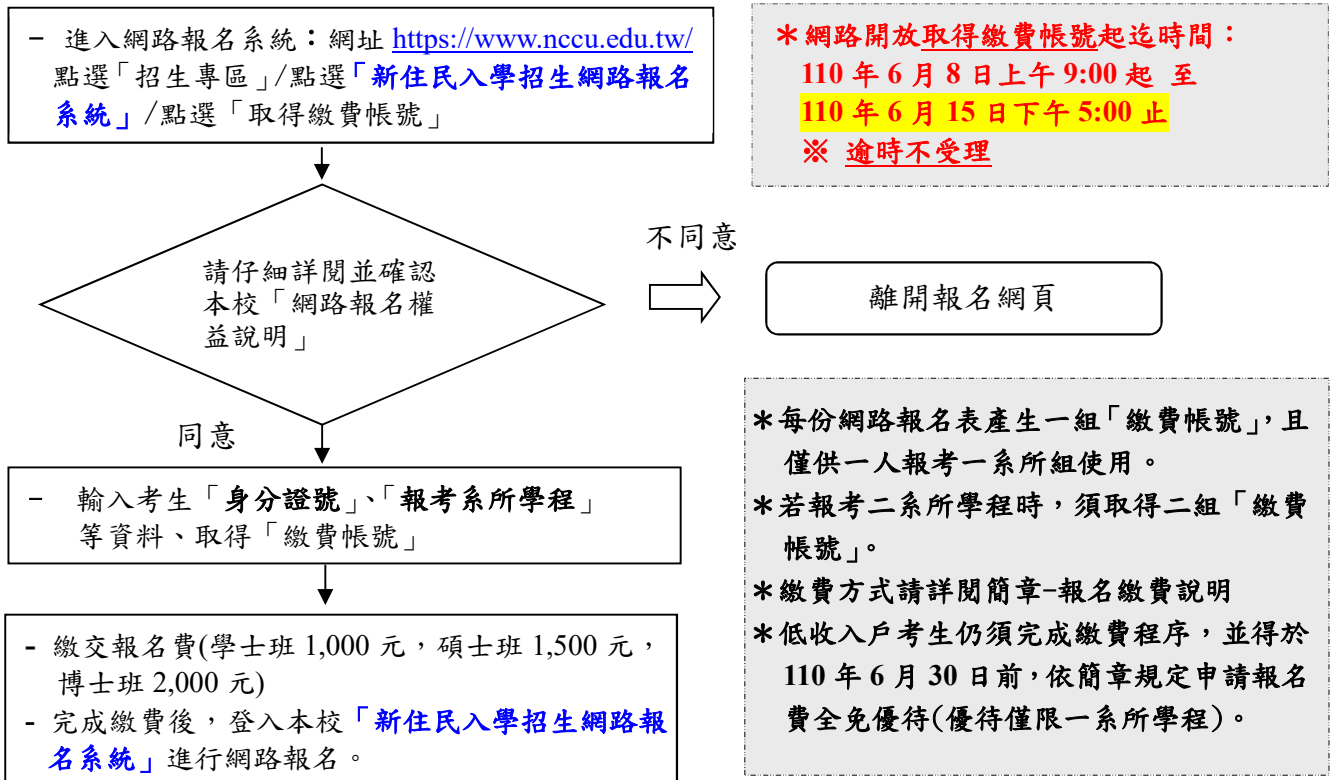 - 進入網路報名系統：網址 https://www.nccu.edu.tw/
點選「招生專區」/點選「新住民入學招生網路報名
系統」/點選「取得繳費帳號」
＊網路開放取得繳費帳號起迄時間：
110 年 6 月 8 日上午 9:00 起 至
110 年 6 月 15 日下午 5:00 止
※ 逾時不受理
請仔細詳閱並確認
本校「網路報名權
益說明」
不同意
離開報名網頁
同意
- 輸入考生「身分證號」、「報考系所學程」
等資料、取得「繳費帳號」
- 繳交報名費(學士班 1,000 元，碩士班 1,500 元，
博士班 2,000 元)
- 完成繳費後，登入本校「新住民入學招生網路報
名系統」進行網路報名。
＊每份網路報名表產生一組「繳費帳號」，且
僅供一人報考一系所組使用。
＊若報考二系所學程時，須取得二組「繳費
帳號」。
＊繳費方式請詳閱簡章-報名繳費說明
＊低收入戶考生仍須完成繳費程序，並得於
110 年 6 月 30 日前，依簡章規定申請報名
費全免優待(優待僅限一系所學程)。